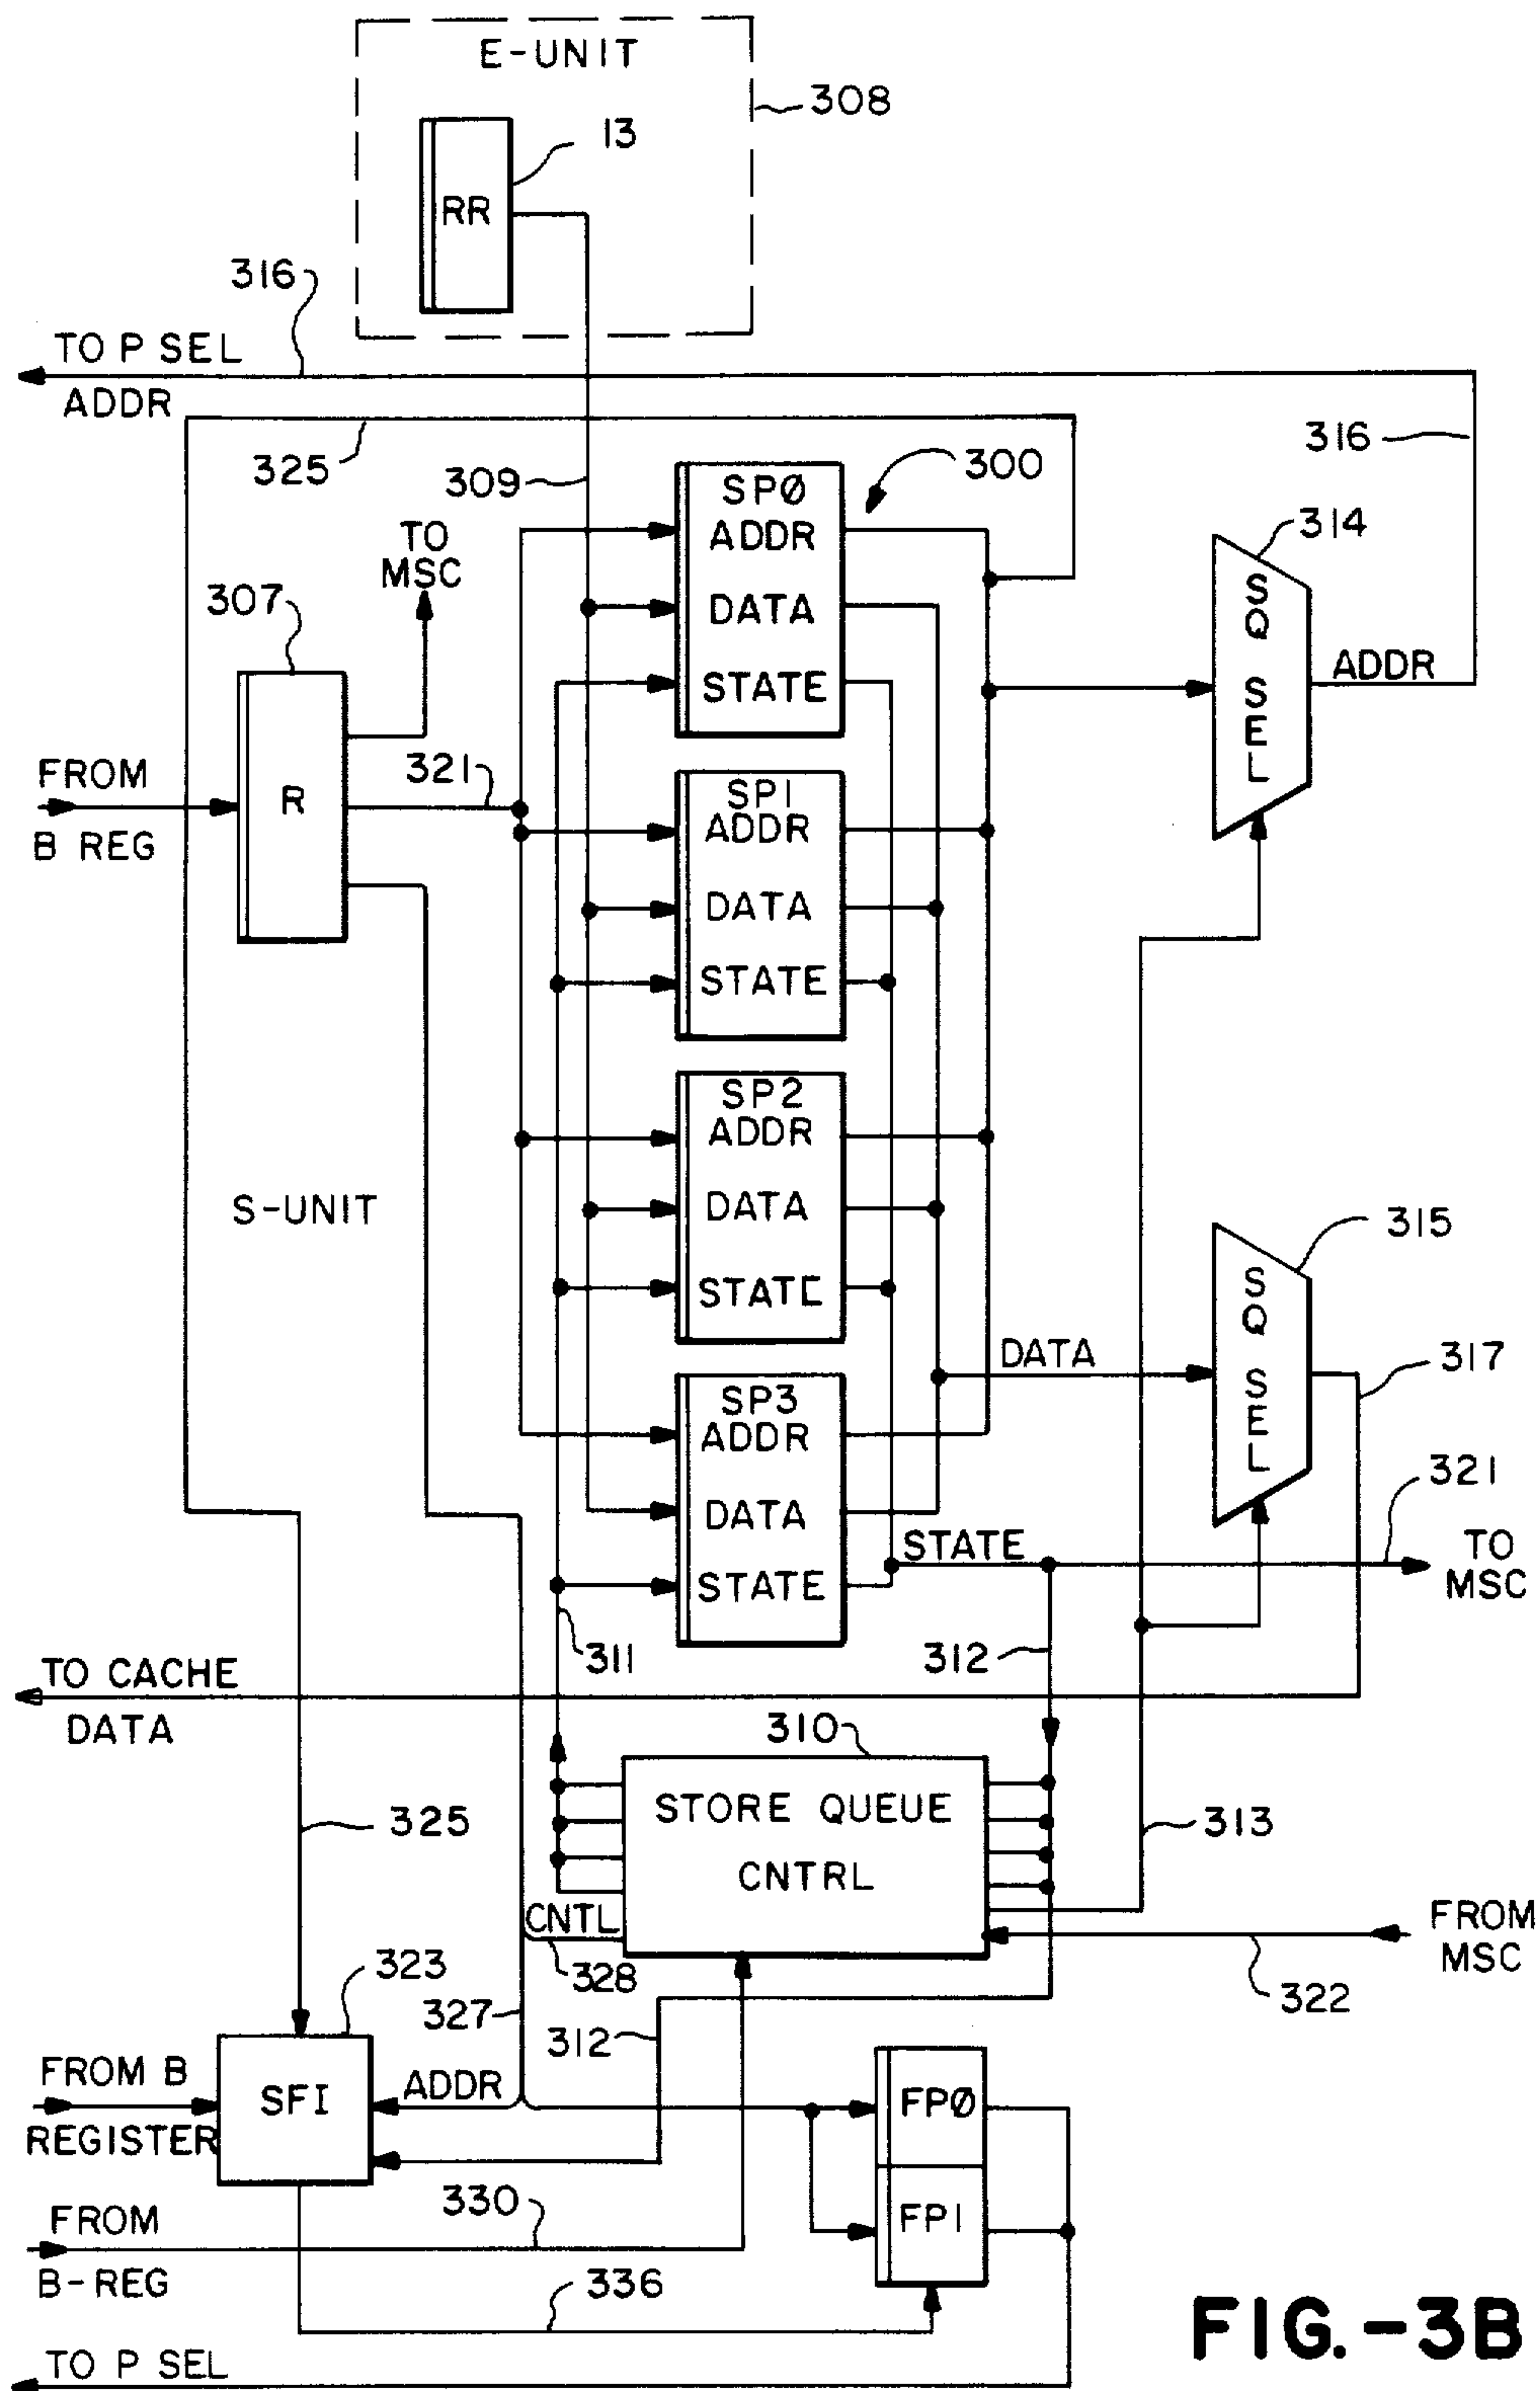 E-UNIT
308
13
RR
316
TO P SEL
ADDR
316
325
309
300
SPØ
ADDR
DATA
STATE
314
SQ SEL
ADDR
TO
MSC
307
FROM
B REG
R
321
SP1
ADDR
DATA
STATE
S-UNIT
SP2
ADDR
DATA
STATE
315
SQ SEL
DATA
317
SP3
ADDR
DATA
STATE
STATE
321
TO
MSC
311
312
TO CACHE
DATA
310
STORE QUEUE
CNTRL
325
313
CNTL
328
FROM
MSC
322
323
327
312
FROM B
REGISTER
SFI
ADDR
FPØ
FP1
330
FROM
B-REG
336
TO P SEL
FIG.-3B